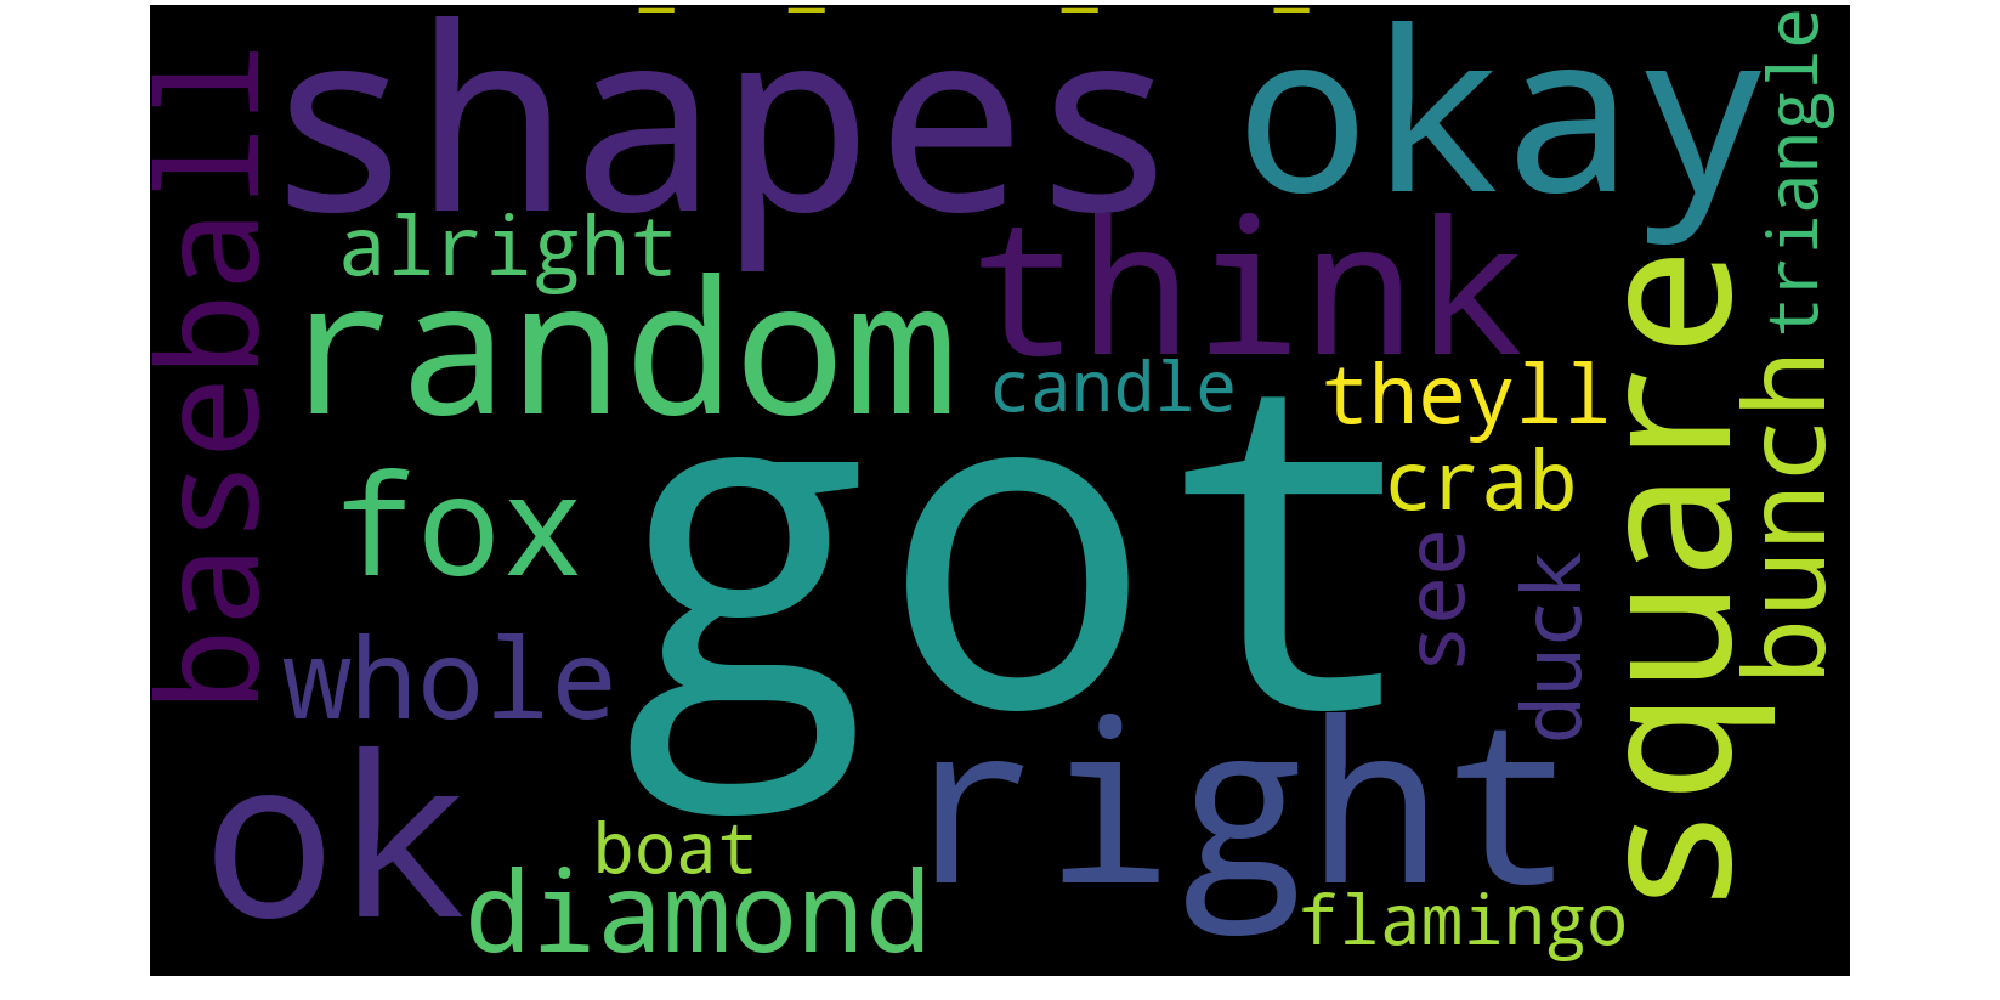 shapes
okay
baseball
triangle
alright
think
random
candle
theyll
square
bunch
got
crab
fox
see
duck
whole
right
ok
boat
diamond
flamingo